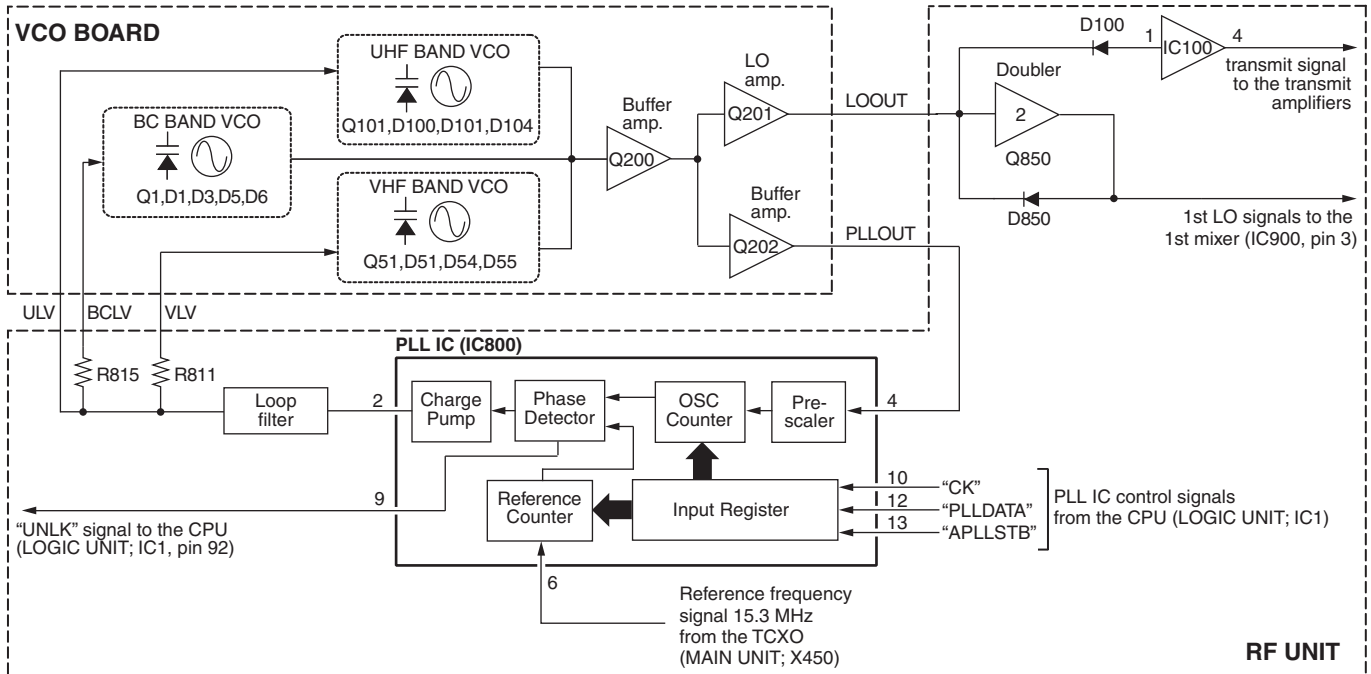 VCO BOARD
UHF BAND VCO
Q101,D100,D101,D104
BC BAND VCO
Q1,D1,D3,D5,D6
VHF BAND VCO
Q51,D51,D54,D55
Buffer
amp.
Q200
LO
amp.
Q201
Buffer
amp.
Q202
LOOUT
PLLOUT
D100
1
IC100
4
transmit signal
to the transmit
amplifiers
Doubler
2
Q850
D850
1st LO signals to the
1st mixer (IC900, pin 3)
ULV
BCLV
VLV
R815
R811
Loop
filter
PLL IC (IC800)
2
Charge
Pump
Phase
Detector
OSC
Counter
Pre-
scaler
4
9
Reference
Counter
Input Register
10
"CK"
12
"PLLDATA"
13
"APLLSTB"
PLL IC control signals
from the CPU (LOGIC UNIT; IC1)
"UNLK" signal to the CPU
(LOGIC UNIT; IC1, pin 92)
6
Reference frequency
signal 15.3 MHz
from the TCXO
(MAIN UNIT; X450)
RF UNIT